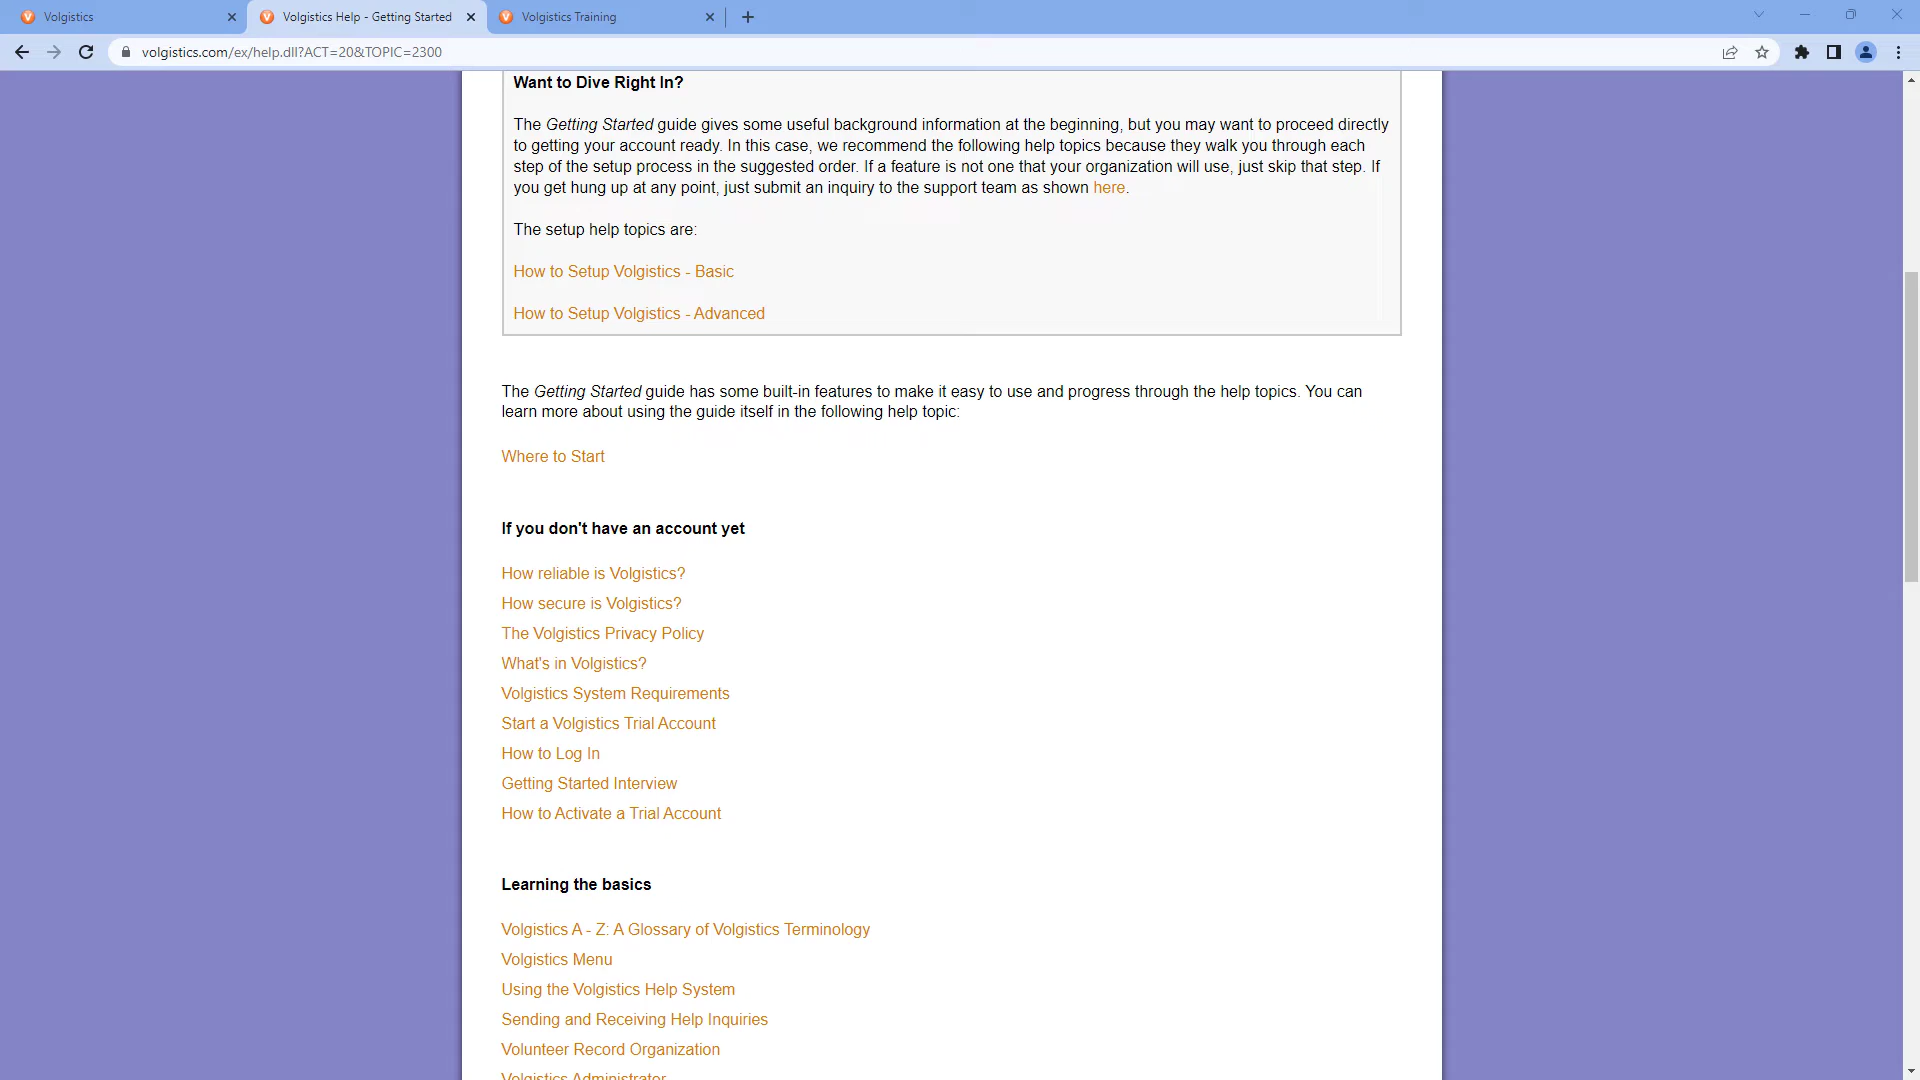 Volgistics
Volgistics Help - Getting Started
Volgistics Training
volgistics.com/ex/help.dll?ACT=20&TOPIC=2300
Want to Dive Right In?
The Getting Started guide gives some useful background information at the beginning, but you may want to proceed directly
to getting your account ready. In this case, we recommend the following help topics because they walk you through each
step of the setup process in the suggested order. If a feature is not one that your organization will use, just skip that step. If
you get hung up at any point, just submit an inquiry to the support team as shown here.
The setup help topics are:
How to Setup Volgistics - Basic
How to Setup Volgistics - Advanced
The Getting Started guide has some built-in features to make it easy to use and progress through the help topics. You can
learn more about using the guide itself in the following help topic:
Where to Start
If you don't have an account yet
How reliable is Volgistics?
How secure is Volgistics?
The Volgistics Privacy Policy
What's in Volgistics?
Volgistics System Requirements
Start a Volgistics Trial Account
How to Log In
Getting Started Interview
How to Activate a Trial Account
Learning the basics
Volgistics A - Z: A Glossary of Volgistics Terminology
Volgistics Menu
Using the Volgistics Help System
Sending and Receiving Help Inquiries
Volunteer Record Organization
Volgistics Administrator